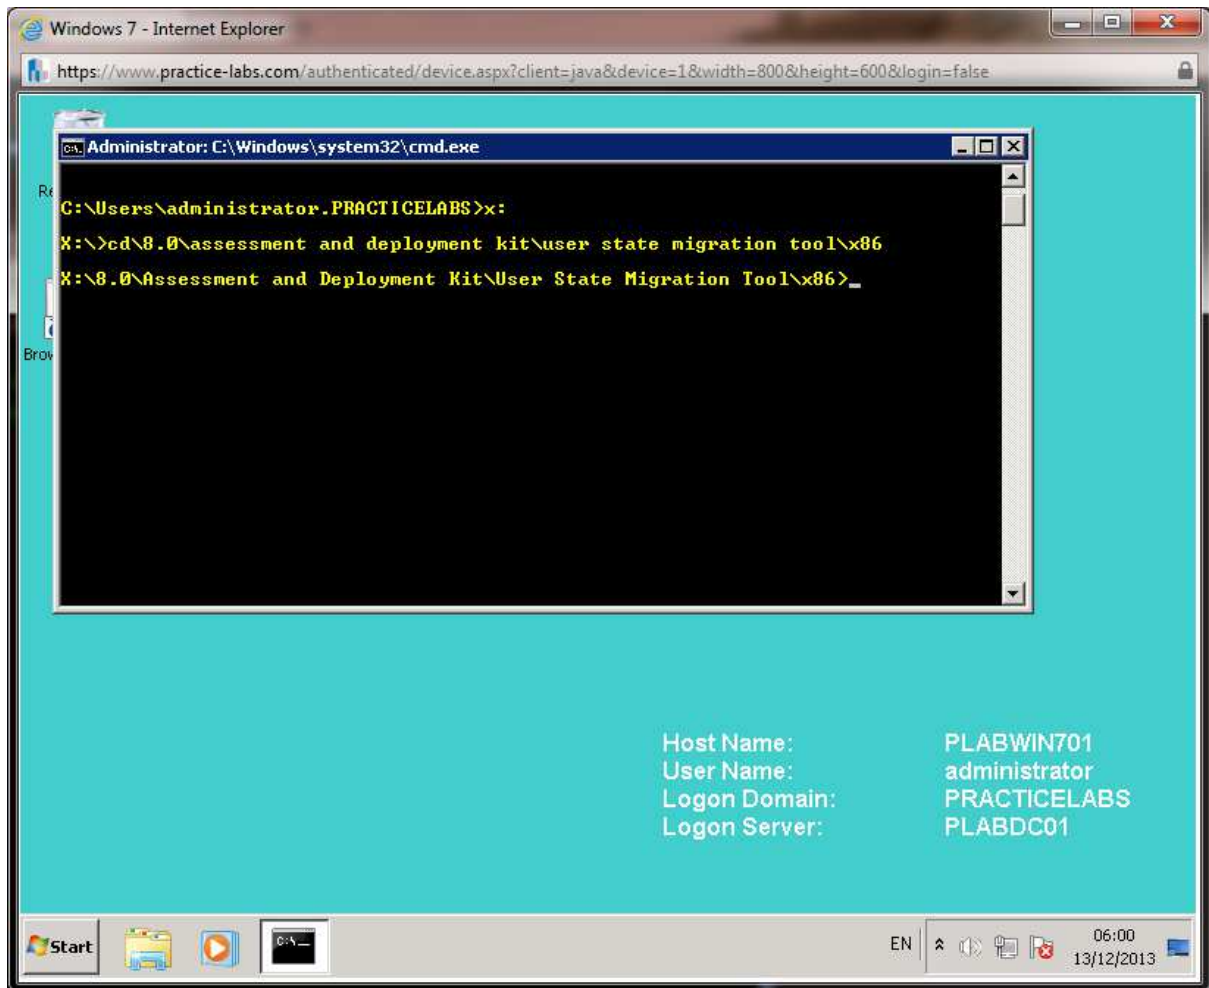 Windows 7 - Internet Explorer
https://www.practice-labs.com/authenticated/device.aspx?client=java&device=1&width=800&height=600&login=false
Administrator: C:\Windows\system32\cmd.exe
Re
C:\Users\administrator.PRACTICELABS>x:
X:\>cd\8.0\assessment and deployment kit\user state migration tool\x86
X:\8.0\Assessment and Deployment Kit\User State Migration Tool\x86>_
Brow
Host Name: PLABWIN701
User Name: administrator
Logon Domain: PRACTICELABS
Logon Server: PLABDC01
Start
EN
06:00
13/12/2013